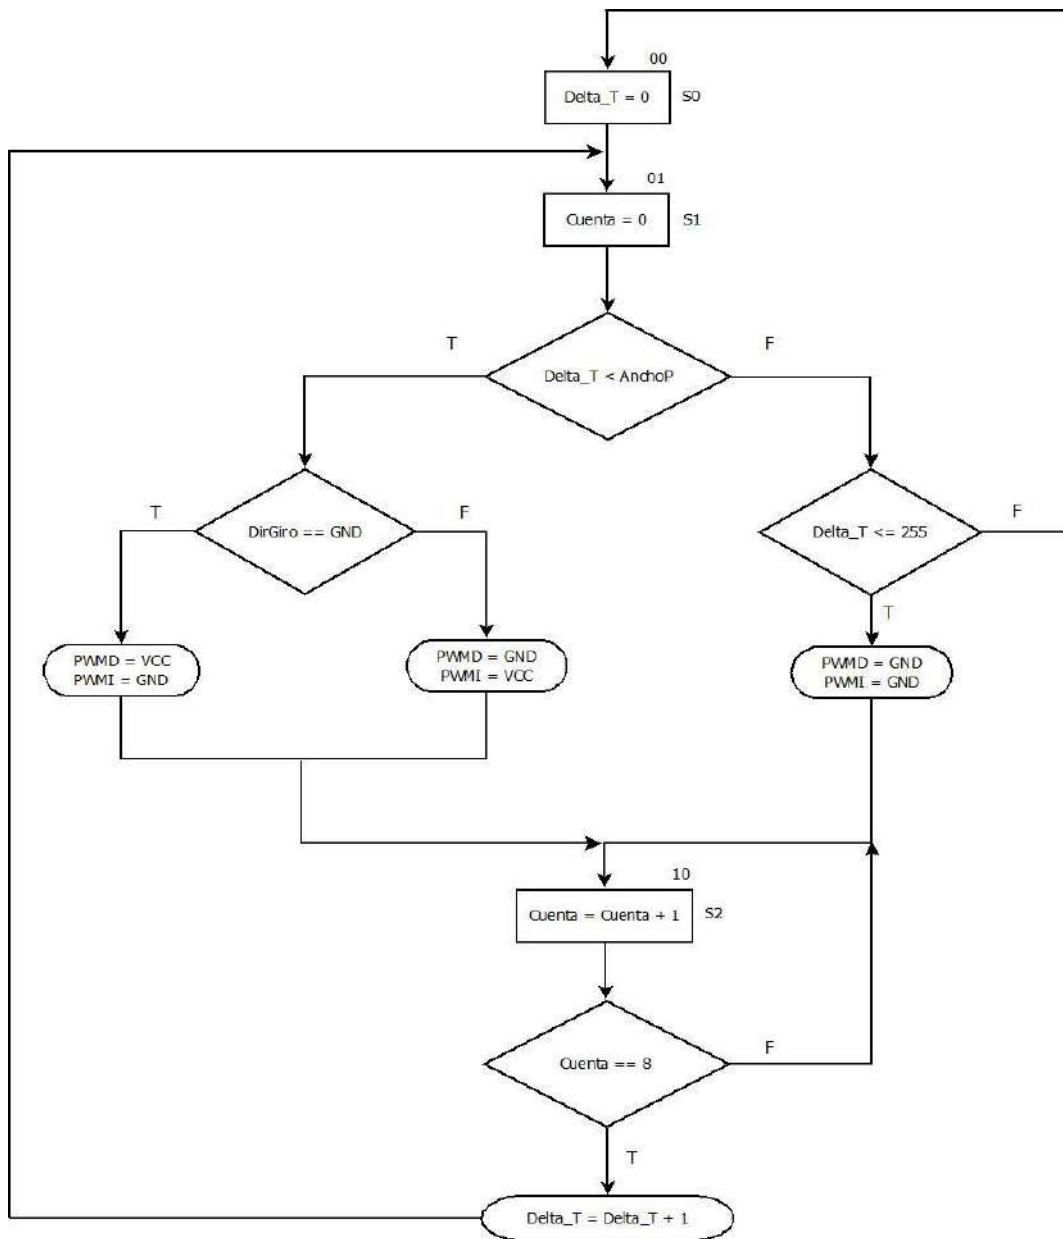 00
Delta_T = 0
S0
01
Cuenta = 0
S1
T
F
Delta_T < AnchoP
T
DirGiro == GND
F
Delta_T <= 255
F
T
PWMD = VCC
PWMI = GND
PWMD = GND
PWMI = VCC
PWMD = GND
PWMI = GND
10
Cuenta = Cuenta + 1
S2
Cuenta == 8
F
T
Delta_T = Delta_T + 1